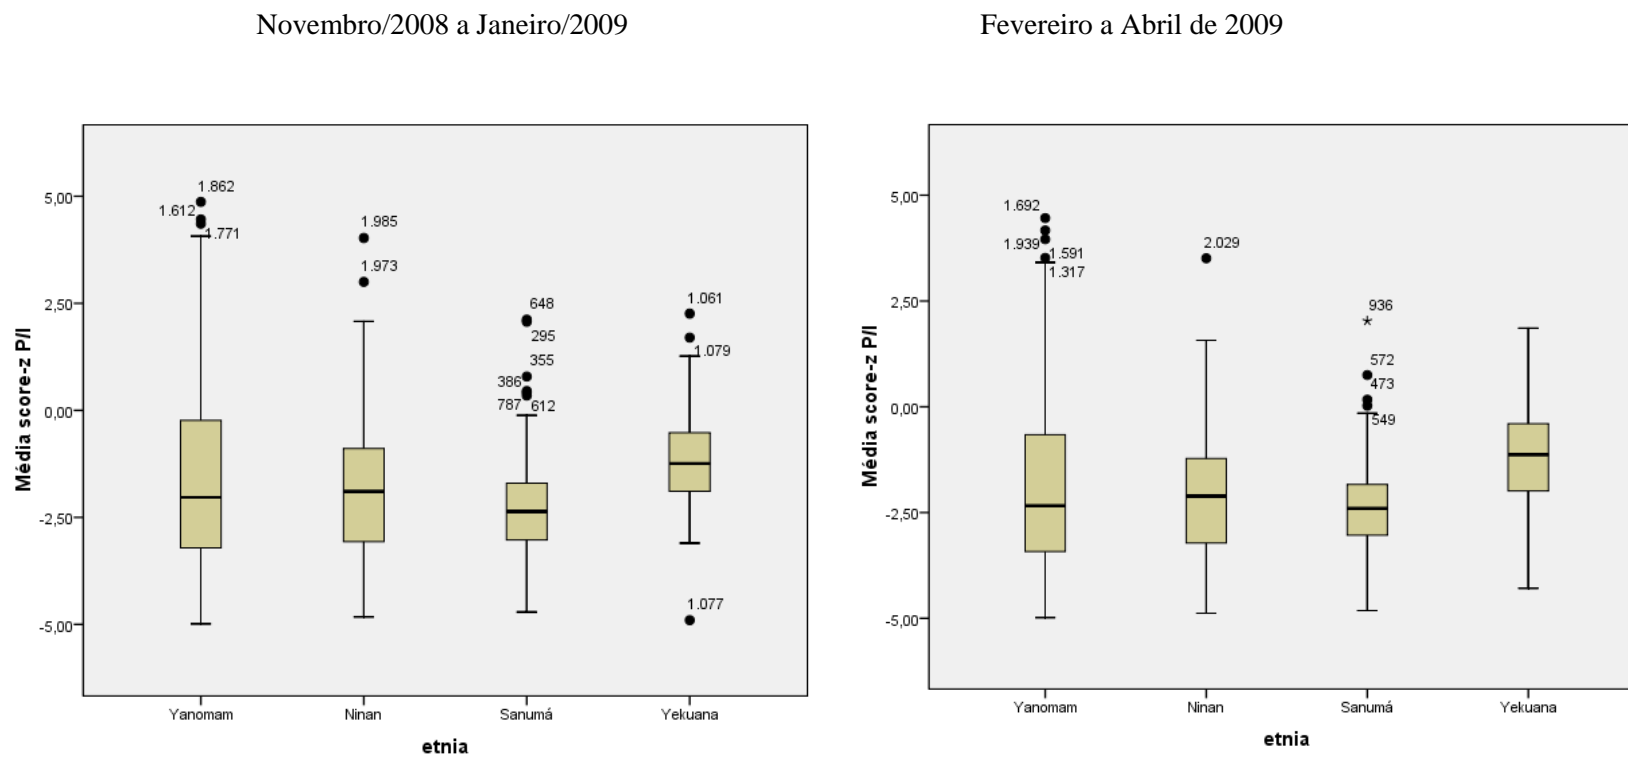 Novembro/2008 a Janeiro/2009
Fevereiro a Abril de 2009
Média score-z P/I
5,00
2,50
0,00
-2,50
-5,00
1.862
1.612
1.771
1.985
1.973
648
295
355
386
787
612
1.061
1.079
1.077
Yanomam
Ninan
Sanumá
Yekuana
etnia
Média score-z P/I
5,00
2,50
0,00
-2,50
-5,00
1.692
1.939
1.591
1.317
2.029
936
572
473
549
Yanomam
Ninan
Sanumá
Yekuana
etnia